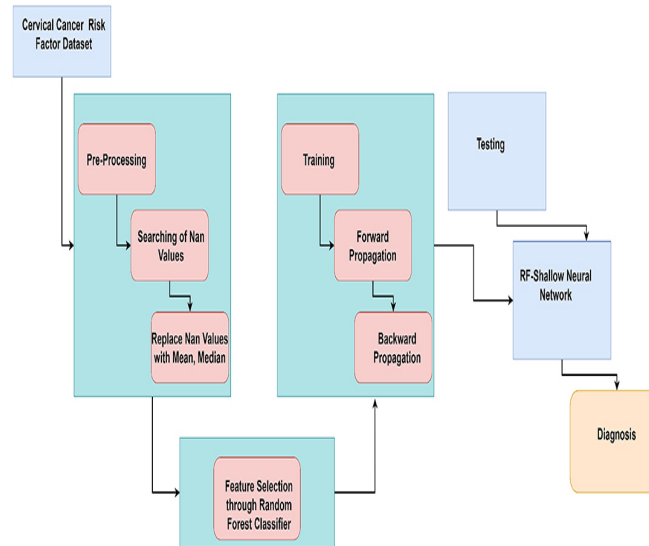 Cervical Cancer Risk
Factor Dataset
Pre-Processing
Searching of Nan
Values
Replace Nan Values
with Mean, Median
Feature Selection
through Random
Forest Classifier
Training
Forward
Propagation
Backward
Propagation
Testing
RF-Shallow Neural
Network
Diagnosis